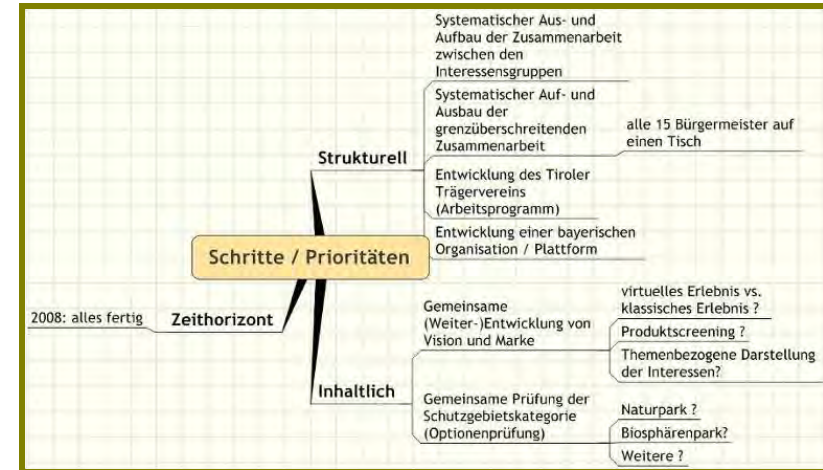 Systematischer Aus- und
Aufbau der Zusammenarbeit
zwischen den
Interessensgruppen
Systematischer Auf- und
Ausbau der
grenzüberschreitenden
Zusammenarbeit
alle 15 Bürgermeister auf
einen Tisch
Strukturell
Entwicklung des Tiroler
Trägervereins
(Arbeitsprogramm)
Entwicklung einer bayerischen
Organisation / Plattform
Schritte / Prioritäten
2008: alles fertig
Zeithorizont
Inhaltlich
Gemeinsame
(Weiter-)Entwicklung von
Vision und Marke
virtuelles Erlebnis vs.
klassisches Erlebnis ?
Produktscreening ?
Themenbezogene Darstellung
der Interessen?
Gemeinsame Prüfung der
Schutzgebietskategorie
(Optionenprüfung)
Naturpark ?
Biosphärenpark?
Weitere ?